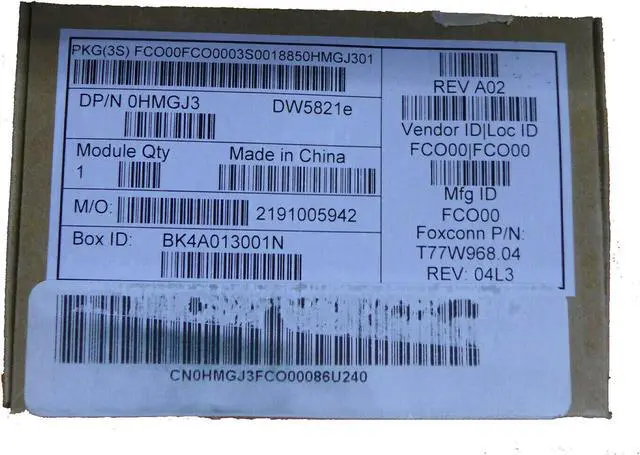 PKG(3S) FCO00FCO0003S0018850HMGJ301
DP/N 0HMGJ3 DW5821e
Module Qty Made in China
1
M/O: 2191005942
Box ID: BK4A013001N
REV A02
Vendor ID|Loc ID
FCO00|FCO00
Mfg ID
FCO00
Foxconn P/N:
T77W968.04
REV: 04L3
CN0HMGJ3FCO00086U240